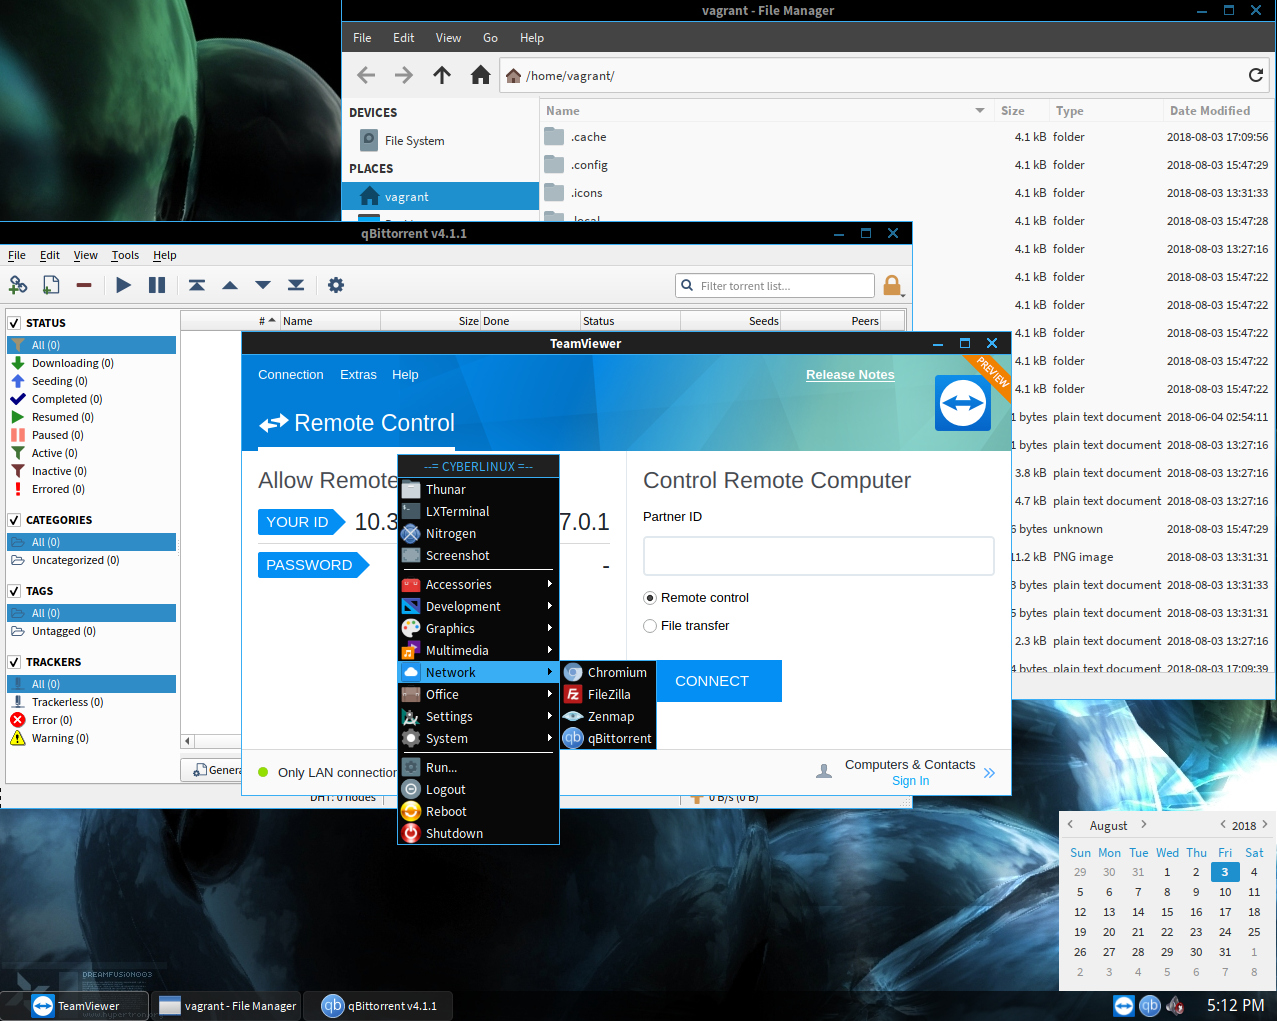 vagrant - File Manager
File Edit View Go Help
/home/vagrant/
DEVICES
File System
PLACES
vagrant
Name Size Type Date Modified
.cache 4.1 kB folder 2018-08-03 17:09:56
.config 4.1 kB folder 2018-08-03 15:47:29
.icons 4.1 kB folder 2018-08-03 13:31:33
.local 4.1 kB folder 2018-08-03 15:47:28
4.1 kB folder 2018-08-03 13:27:16
4.1 kB folder 2018-08-03 15:47:22
4.1 kB folder 2018-08-03 15:47:22
4.1 kB folder 2018-08-03 15:47:22
4.1 kB folder 2018-08-03 15:47:22
4.1 kB folder 2018-08-03 15:47:22
1 bytes plain text document 2018-06-04 02:54:11
1 bytes plain text document 2018-08-03 13:27:16
3.8 kB plain text document 2018-08-03 13:27:16
4.7 kB plain text document 2018-08-03 13:27:16
6 bytes unknown 2018-08-03 15:47:29
11.2 kB PNG image 2018-08-03 13:31:31
3 bytes plain text document 2018-08-03 13:31:33
5 bytes plain text document 2018-08-03 13:31:31
2.3 kB plain text document 2018-08-03 13:27:16
4 bytes plain text document 2018-08-03 17:09:39
qBittorrent v4.1.1
File Edit View Tools Help
Filter torrent list...
STATUS
All (0)
Downloading (0)
Seeding (0)
Completed (0)
Resumed (0)
Paused (0)
Active (0)
Inactive (0)
Errored (0)
CATEGORIES
All (0)
Uncategorized (0)
TAGS
All (0)
Untagged (0)
TRACKERS
All (0)
Trackerless (0)
Error (0)
Warning (0)
# Name Size Done Status Seeds Peers
Genera
DHT: 0 nodes
0 B/s (0 B)
TeamViewer
Connection Extras Help
Release Notes
PREVIEW
Remote Control
Allow Remote
YOUR ID 10.3 7.0.1
PASSWORD -
Control Remote Computer
Partner ID
Remote control
File transfer
CONNECT
Only LAN connection
Computers & Contacts
Sign In
--= CYBERLINUX =--
Thunar
LXTerminal
Nitrogen
Screenshot
Accessories
Development
Graphics
Multimedia
Network
Office
Settings
System
Run...
Logout
Reboot
Shutdown
Chromium
FileZilla
Zenmap
qBittorrent
August 2018
Sun Mon Tue Wed Thu Fri Sat
29 30 31 1 2 3 4
5 6 7 8 9 10 11
12 13 14 15 16 17 18
19 20 21 22 23 24 25
26 27 28 29 30 31 1
2 3 4 5 6 7 8
TeamViewer
vagrant - File Manager
qBittorrent v4.1.1
5:12 PM